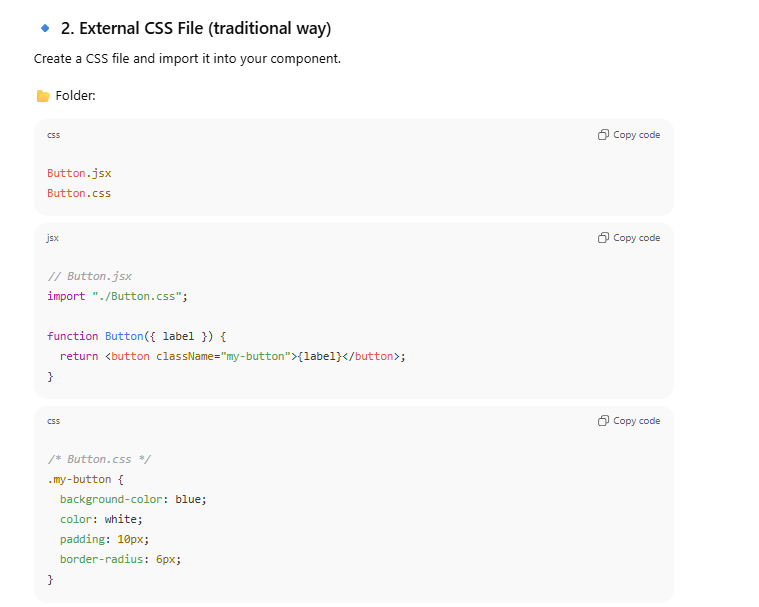 2. External CSS File (traditional way)
Create a CSS file and import it into your component.
Folder:
css
Copy code
Button.jsx
Button.css
jsx
Copy code
// Button.jsx
import "./Button.css";
function Button({ label }) {
  return <button className="my-button">{label}</button>;
}
css
Copy code
/* Button.css */
.my-button {
  background-color: blue;
  color: white;
  padding: 10px;
  border-radius: 6px;
}